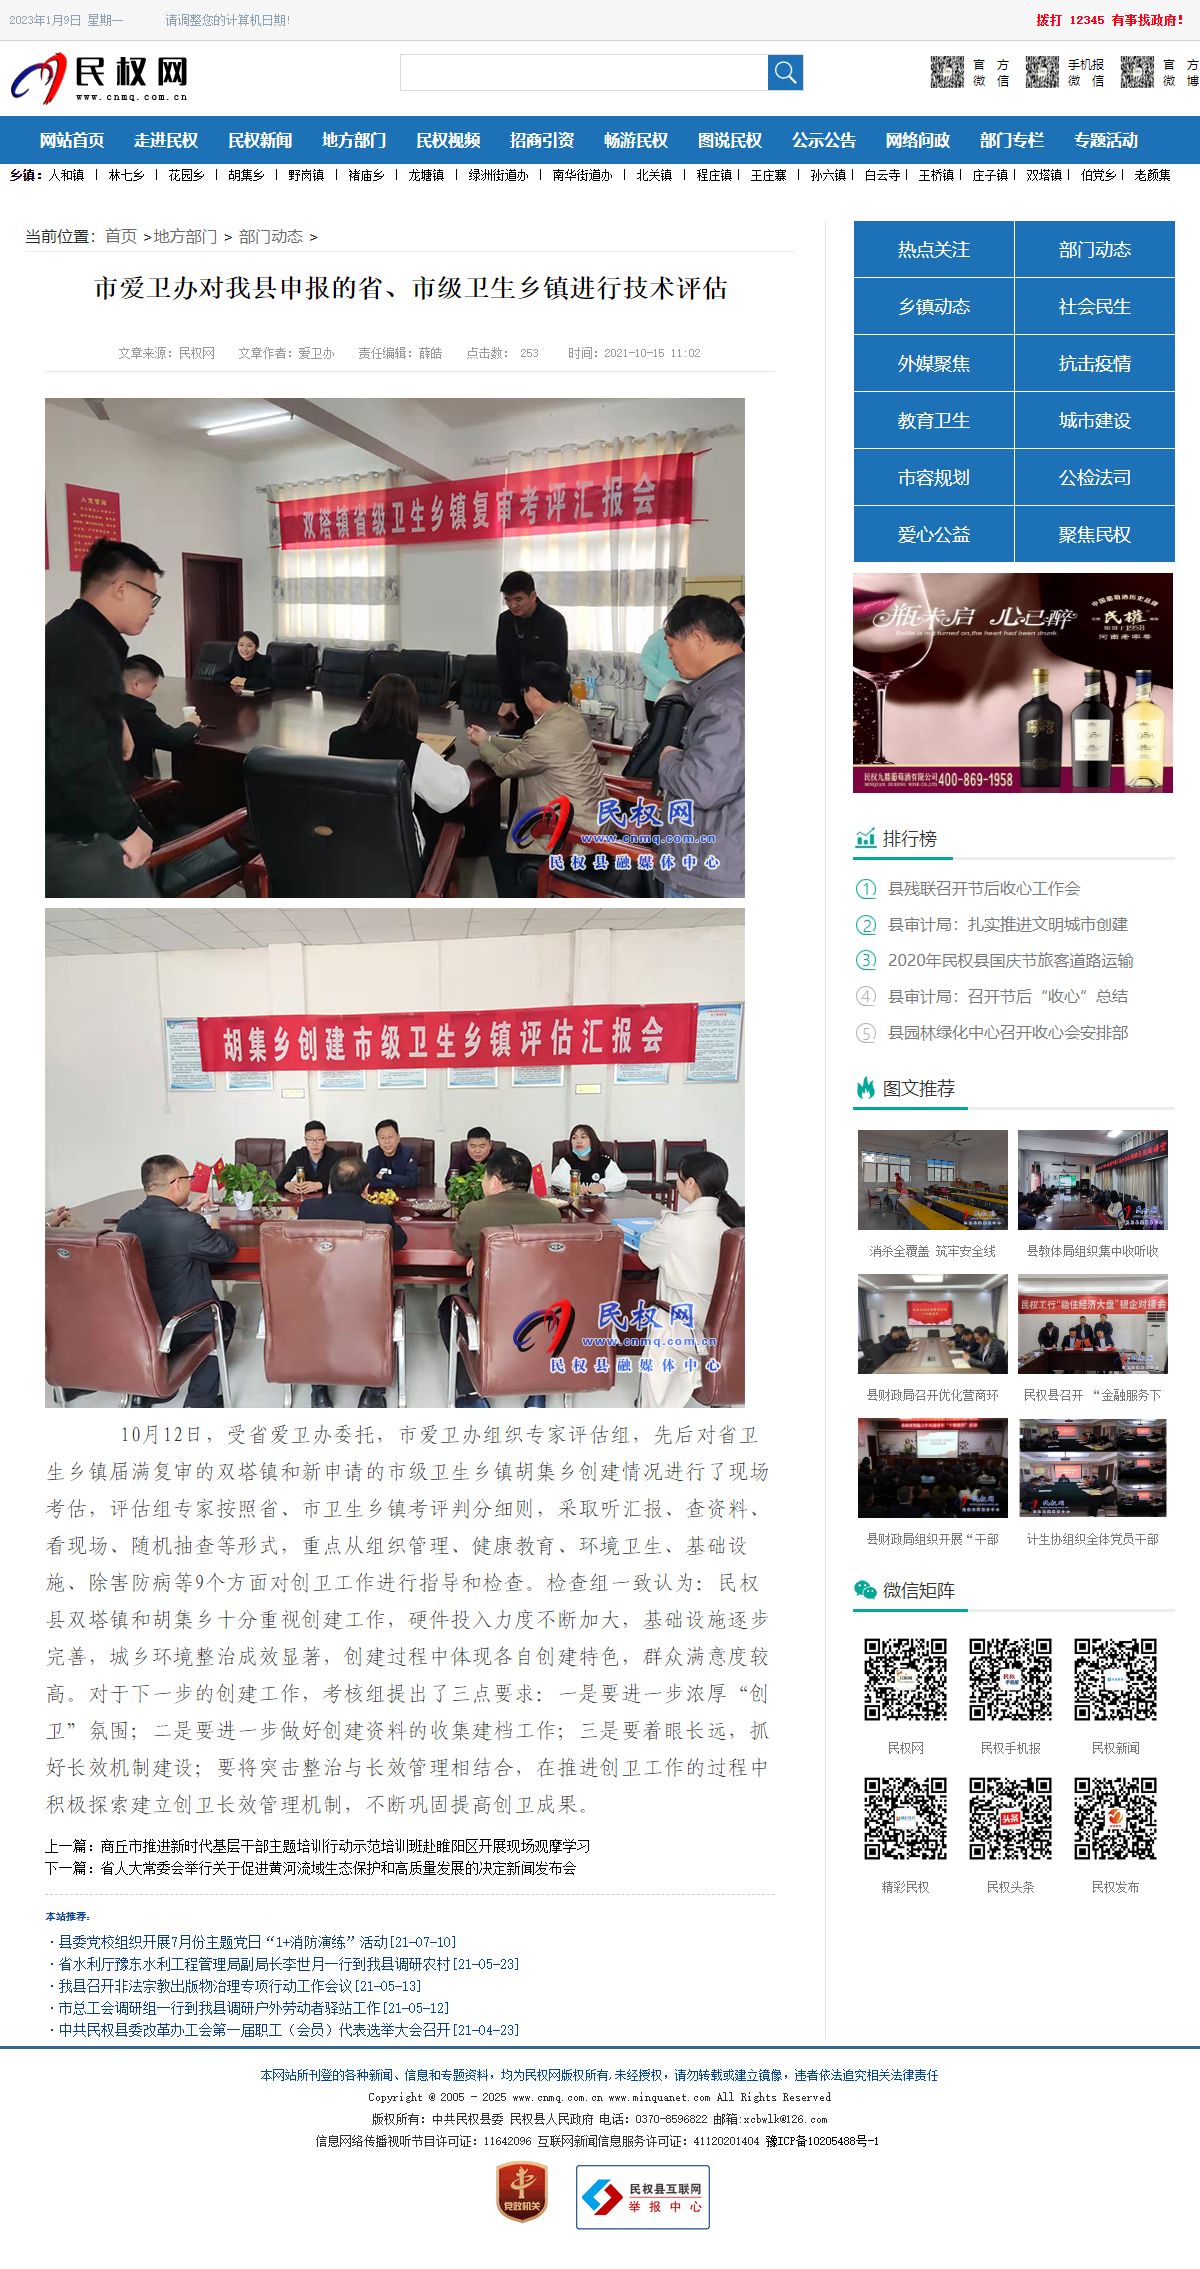 2023年1月9日 星期一 请调整您的计算机日期!
拨打 12345 有事找政府!
民权网
www.cnmq.com.cn
官方微信
手机报微信
官方微博
网站首页 走进民权 民权新闻 地方部门 民权视频 招商引资 畅游民权 图说民权 公示公告 网络问政 部门专栏 专题活动
乡镇：人和镇 | 林七乡 | 花园乡 | 胡集乡 | 野岗镇 | 褚庙乡 | 龙塘镇 | 绿洲街道办 | 南华街道办 | 北关镇 | 程庄镇 | 王庄寨 | 孙六镇 | 白云寺 | 王桥镇 | 庄子镇 | 双塔镇 | 伯党乡 | 老颜集
当前位置：首页 >地方部门 > 部门动态 >
市爱卫办对我县申报的省、市级卫生乡镇进行技术评估
文章来源：民权网 文章作者：爱卫办 责任编辑：薛皓 点击数： 253 时间：2021-10-15 11:02
入党誓词
双塔镇省级卫生乡镇复审考评汇报会
民权网
www.cnmq.com.cn
民权县融媒体中心
胡集乡创建市级卫生乡镇评估汇报会
民权网
www.cnmq.com.cn
民权县融媒体中心
10月12日，受省爱卫办委托，市爱卫办组织专家评估组，先后对省卫
生乡镇届满复审的双塔镇和新申请的市级卫生乡镇胡集乡创建情况进行了现场
考估，评估组专家按照省、市卫生乡镇考评判分细则，采取听汇报、查资料、
看现场、随机抽查等形式，重点从组织管理、健康教育、环境卫生、基础设
施、除害防病等9个方面对创卫工作进行指导和检查。检查组一致认为：民权
县双塔镇和胡集乡十分重视创建工作，硬件投入力度不断加大，基础设施逐步
完善，城乡环境整治成效显著，创建过程中体现各自创建特色，群众满意度较
高。对于下一步的创建工作，考核组提出了三点要求：一是要进一步浓厚“创
卫”氛围；二是要进一步做好创建资料的收集建档工作；三是要着眼长远，抓
好长效机制建设；要将突击整治与长效管理相结合，在推进创卫工作的过程中
积极探索建立创卫长效管理机制，不断巩固提高创卫成果。
上一篇：商丘市推进新时代基层干部主题培训行动示范培训班赴睢阳区开展现场观摩学习
下一篇：省人大常委会举行关于促进黄河流域生态保护和高质量发展的决定新闻发布会
本站推荐：
·县委党校组织开展7月份主题党日“1+消防演练”活动[21-07-10]
·省水利厅豫东水利工程管理局副局长李世月一行到我县调研农村[21-05-23]
·我县召开非法宗教出版物治理专项行动工作会议[21-05-13]
·市总工会调研组一行到我县调研户外劳动者驿站工作[21-05-12]
·中共民权县委改革办工会第一届职工（会员）代表选举大会召开[21-04-23]
热点关注 部门动态
乡镇动态 社会民生
外媒聚焦 抗击疫情
教育卫生 城市建设
市容规划 公检法司
爱心公益 聚焦民权
瓶未启 心已醉
Bottle is not turned on,the heart had been drunk.
中国葡萄酒历史品牌
民權
始创于1958
河南老字号
民权九鼎葡萄酒有限公司400-869-1958
排行榜
1 县残联召开节后收心工作会
2 县审计局：扎实推进文明城市创建
3 2020年民权县国庆节旅客道路运输
4 县审计局：召开节后“收心”总结
5 县园林绿化中心召开收心会安排部
图文推荐
消杀全覆盖 筑牢安全线
县教体局组织集中收听收
民权工行“稳住经济大盘”银企对接会
县财政局召开优化营商环
民权县召开 “金融服务下
县财政局组织开展“干部
计生协组织全体党员干部
微信矩阵
民权网 民权手机报 民权新闻
头条
精彩民权 民权头条 民权发布
本网站所刊登的各种新闻、信息和专题资料，均为民权网版权所有,未经授权，请勿转载或建立镜像，违者依法追究相关法律责任
Copyright @ 2005 - 2025 www.cnmq.com.cn www.minquanet.com All Rights Reserved
版权所有：中共民权县委 民权县人民政府 电话：0370-8596822 邮箱:xcbwlk@126.com
信息网络传播视听节目许可证：11642096 互联网新闻信息服务许可证：41120201404 豫ICP备10205488号-1
党政机关
民权县互联网
举报中心